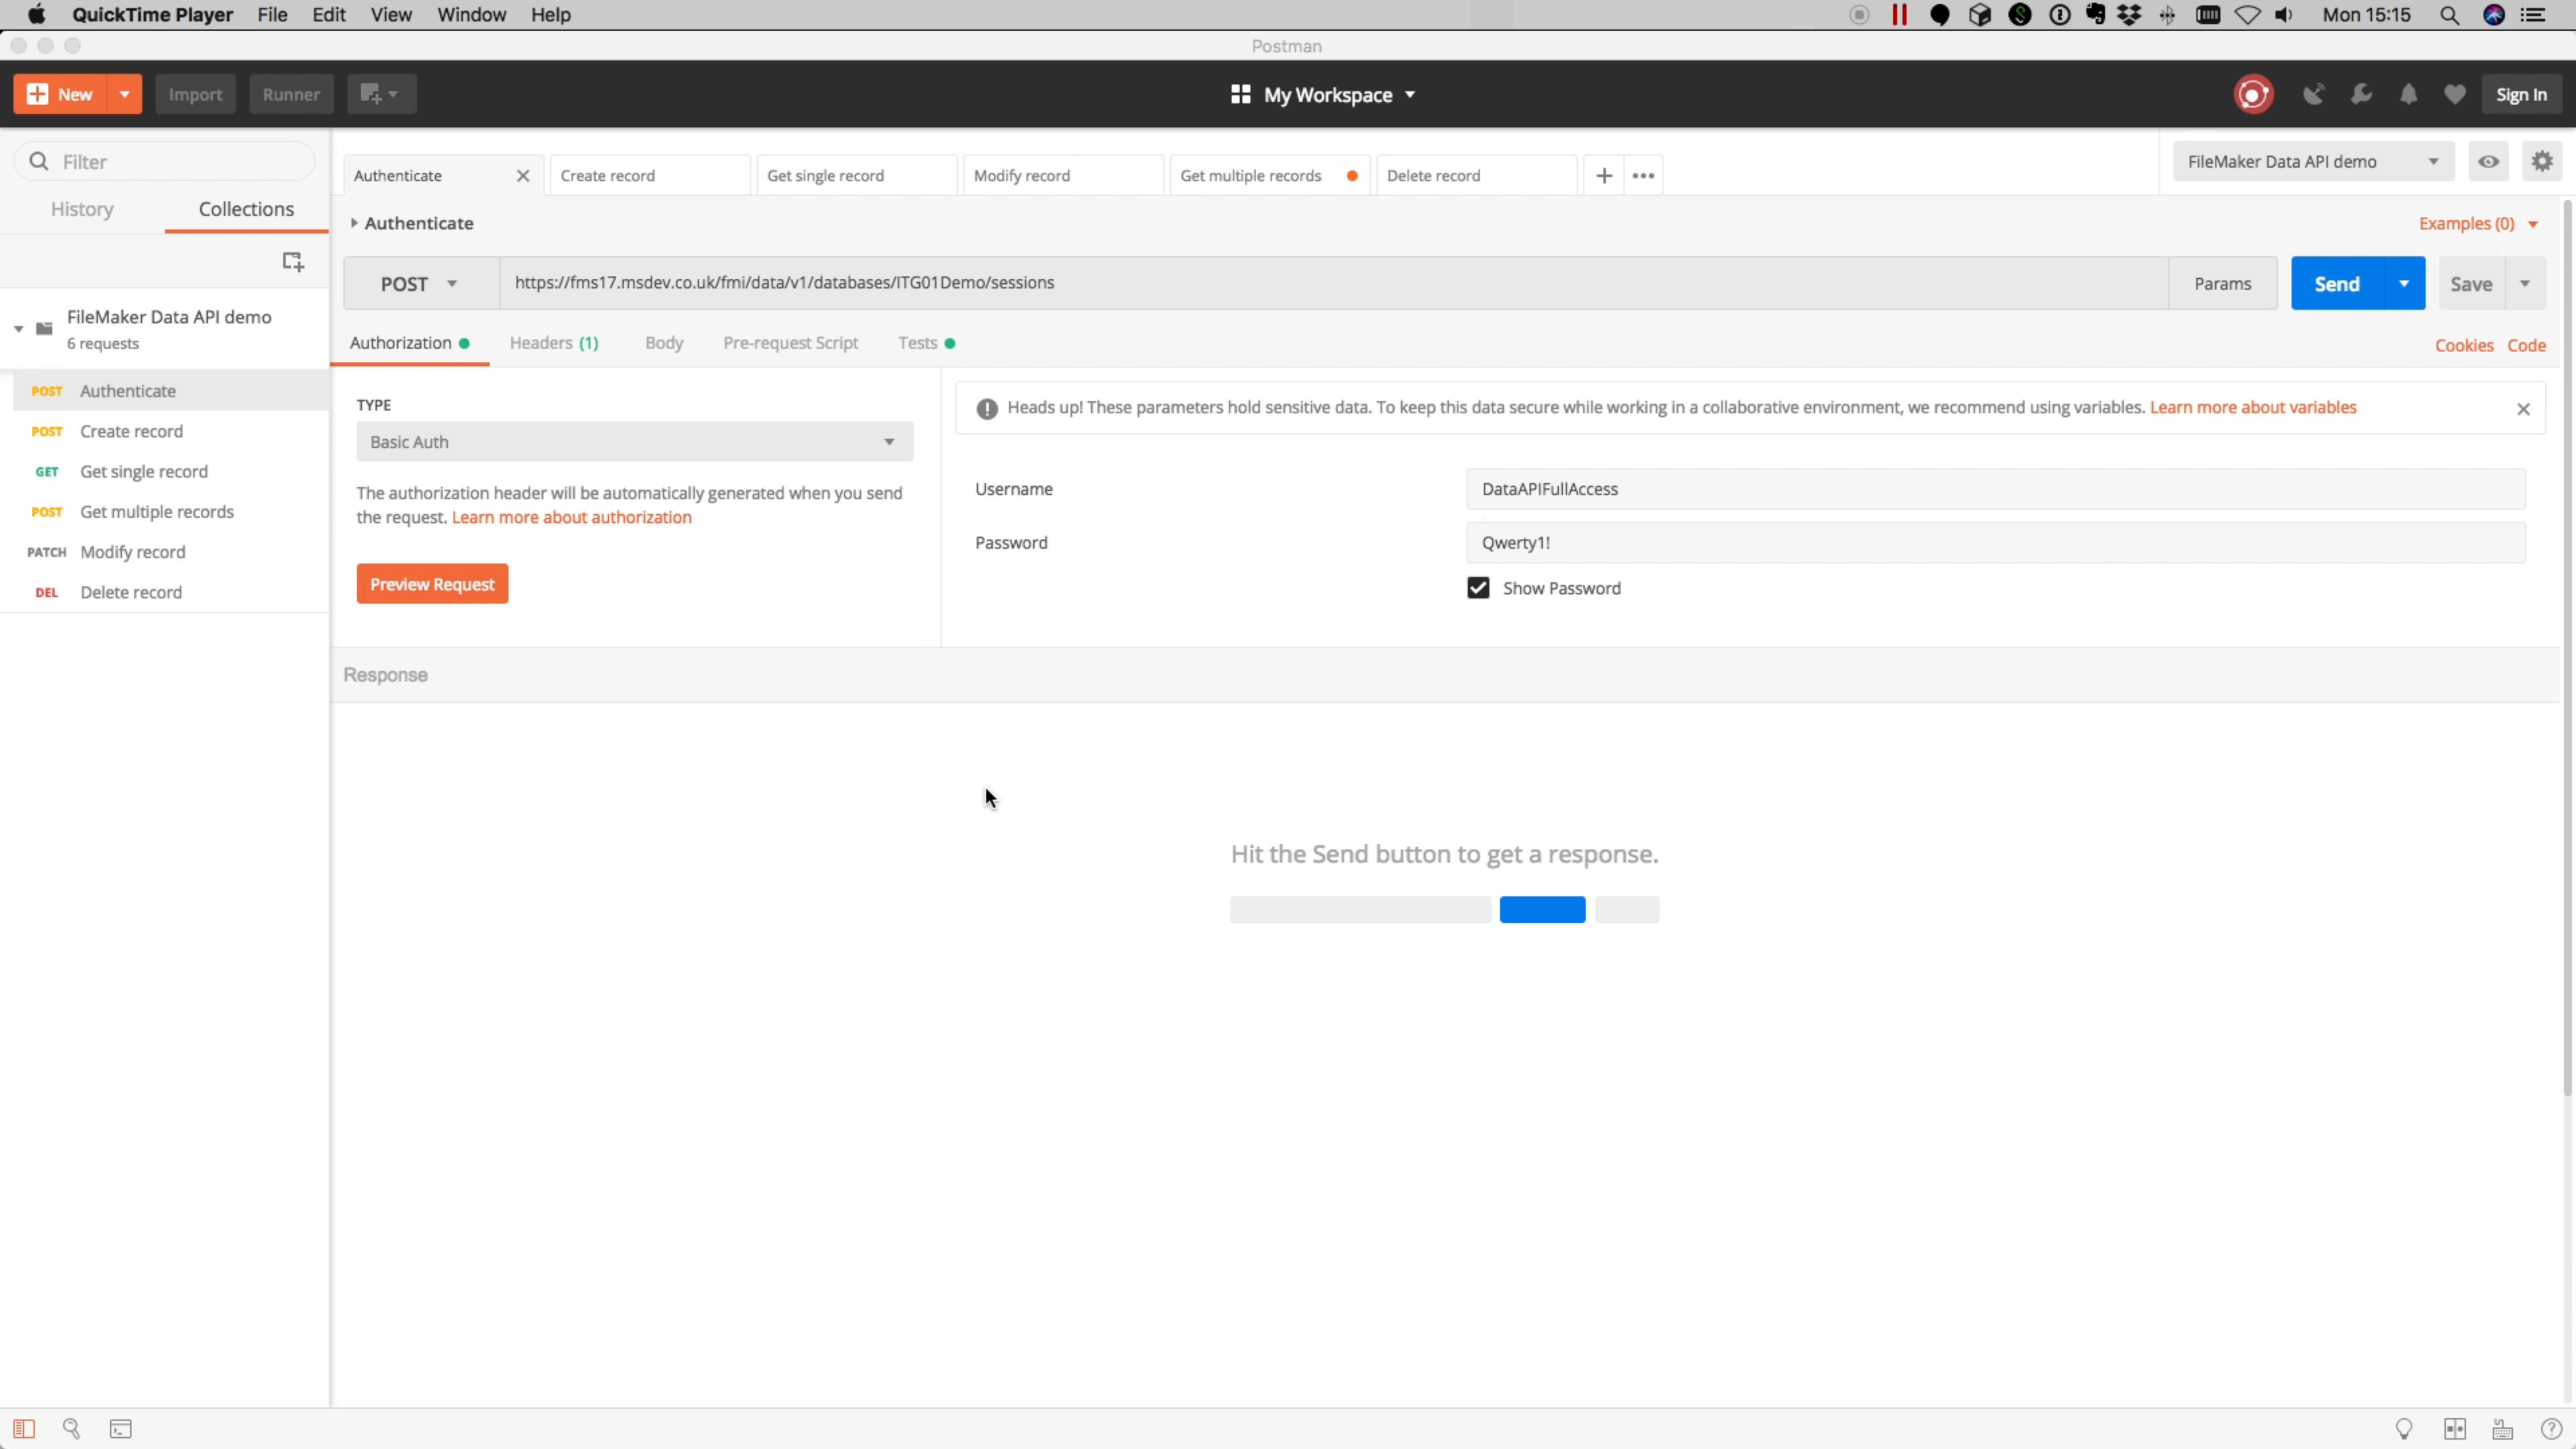 QuickTime Player File Edit View Window Help Mon 15:15
Postman
New Import Runner My Workspace Sign In
Filter
History Collections
FileMaker Data API demo
6 requests
POST Authenticate
POST Create record
GET Get single record
POST Get multiple records
PATCH Modify record
DEL Delete record
Authenticate Create record Get single record Modify record Get multiple records Delete record
FileMaker Data API demo
Authenticate Examples (0)
POST https://fms17.msdev.co.uk/fmi/data/v1/databases/ITG01Demo/sessions Params Send Save
Authorization Headers (1) Body Pre-request Script Tests Cookies Code
TYPE
Basic Auth
The authorization header will be automatically generated when you send
the request. Learn more about authorization
Preview Request
Heads up! These parameters hold sensitive data. To keep this data secure while working in a collaborative environment, we recommend using variables. Learn more about variables
Username DataAPIFullAccess
Password Qwerty1!
Show Password
Response
Hit the Send button to get a response.